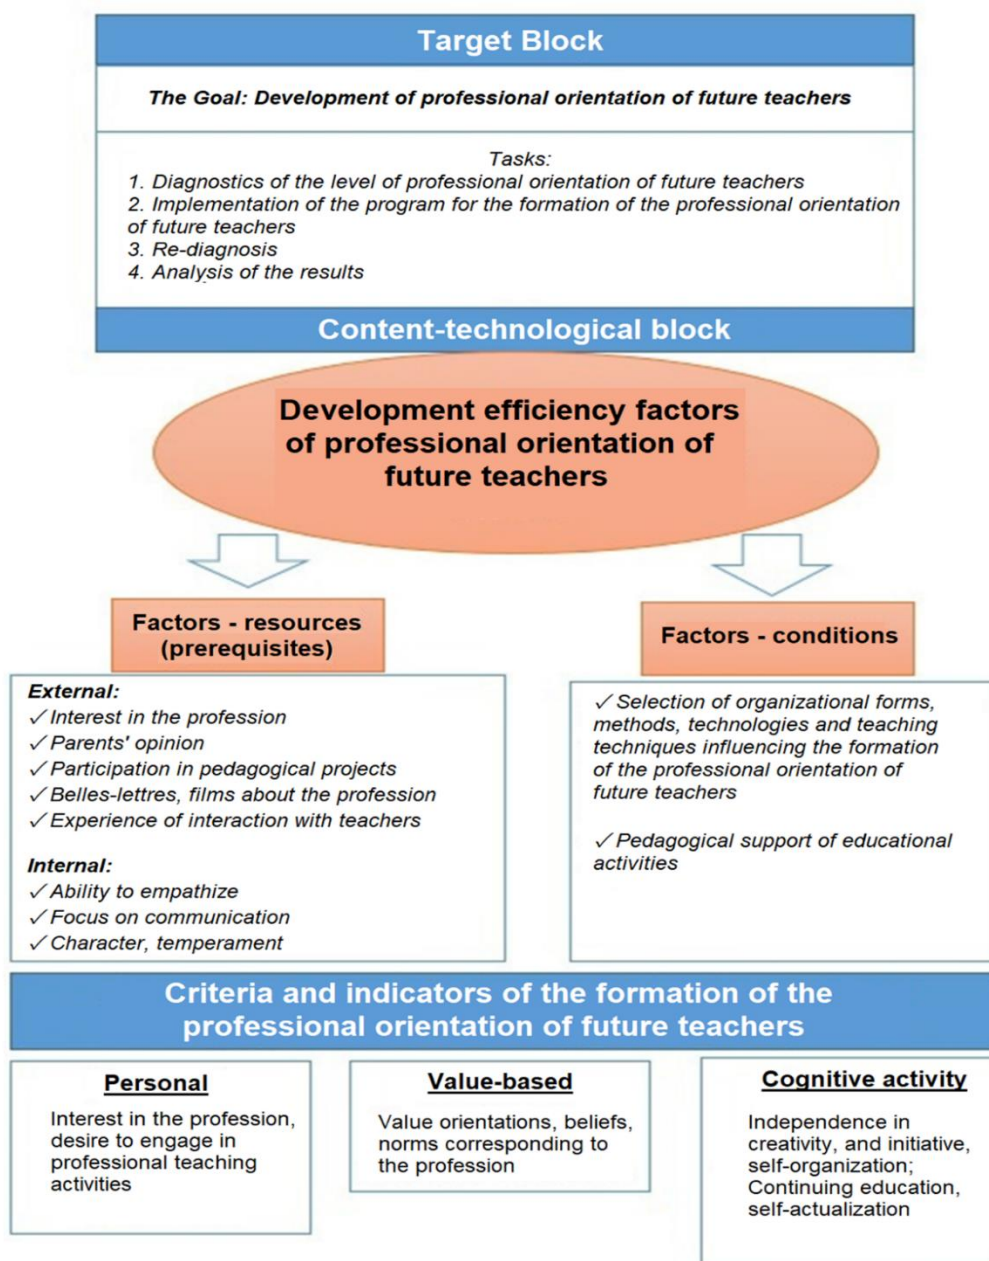 Target Block
The Goal: Development of professional orientation of future teachers
Tasks:
1. Diagnostics of the level of professional orientation of future teachers
2. Implementation of the program for the formation of the professional orientation
of future teachers
3. Re-diagnosis
4. Analysis of the results
Content-technological block
Development efficiency factors
of professional orientation of
future teachers
Factors - resources
(prerequisites)
External:
✓ Interest in the profession
✓ Parents' opinion
✓ Participation in pedagogical projects
✓ Belles-lettres, films about the profession
✓ Experience of interaction with teachers
Internal:
✓ Ability to empathize
✓ Focus on communication
✓ Character, temperament
Factors - conditions
✓ Selection of organizational forms,
methods, technologies and teaching
techniques influencing the formation
of the professional orientation of
future teachers
✓ Pedagogical support of educational
activities
Criteria and indicators of the formation of the
professional orientation of future teachers
Personal
Interest in the profession,
desire to engage in
professional teaching
activities
Value-based
Value orientations, beliefs,
norms corresponding to
the profession
Cognitive activity
Independence in
creativity, and initiative,
self-organization;
Continuing education,
self-actualization